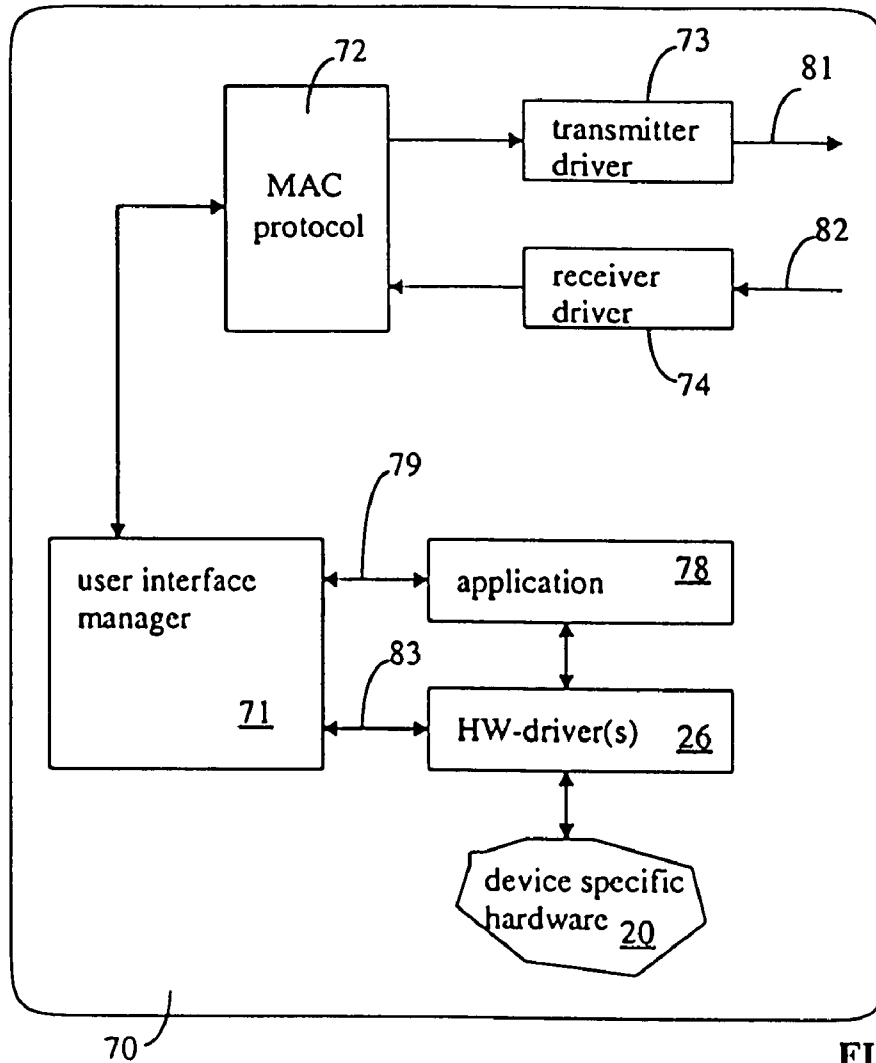 72
73
81
transmitter
driver
MAC
protocol
82
receiver
driver
74
79
user interface
manager
application 78
83
71
HW-driver(s) 26
device specific
hardware 20
70